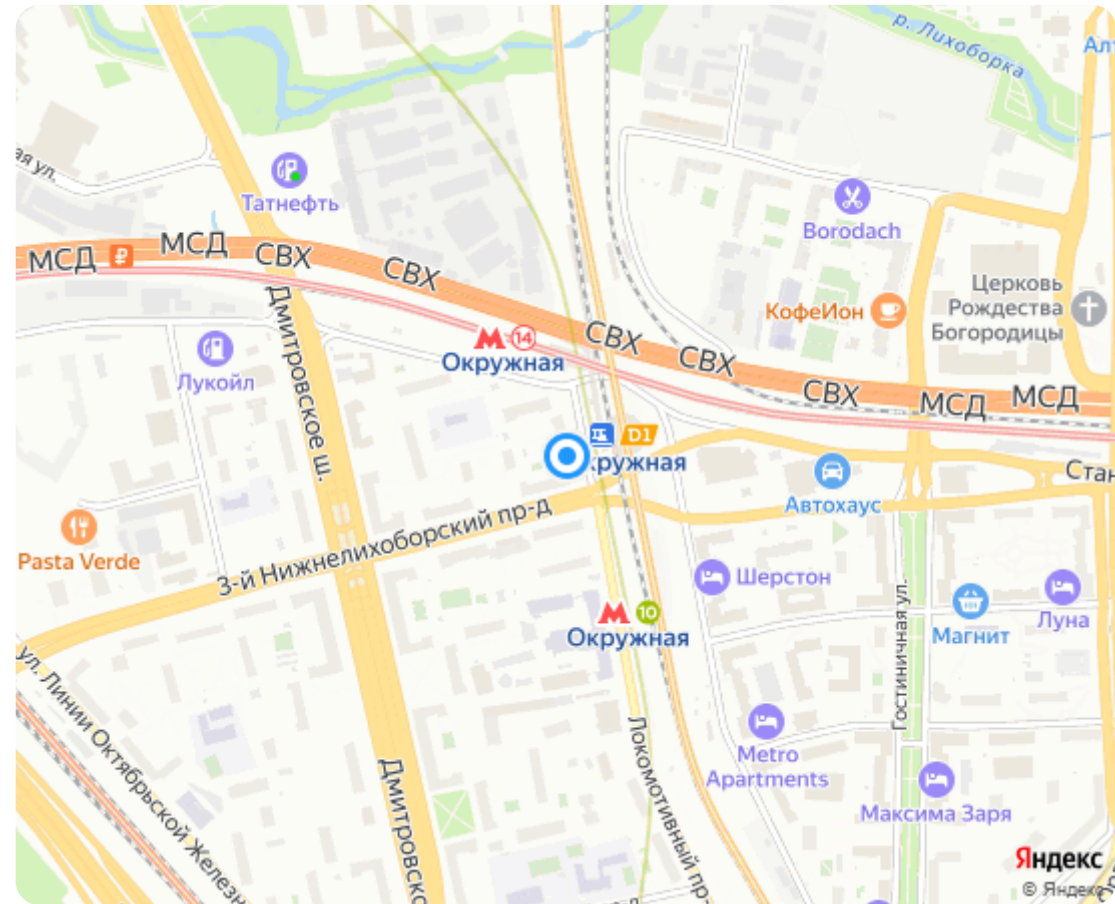 р. Лихоборка
Алт
ая ул.
Татнефть
Borodach
МСД ₽
МСД
СВХ
СВХ
Церковь
Рождества
Богородицы
КофеИон
14
Окружная
СВХ
СВХ
СВХ
МСД
МСД
Лукойл
Дмитровское ш.
D1
кружная
Автохаус
Стан
Pasta Verde
3-й Нижнелихоборский пр-д
Шерстон
Луна
Магнит
10
Окружная
Гостиничная ул.
ул. Линии Октябрьской Железн
Metro
Apartments
Локомотивный пр-
Дмитровско
Максима Заря
Яндекс
© Яндекс